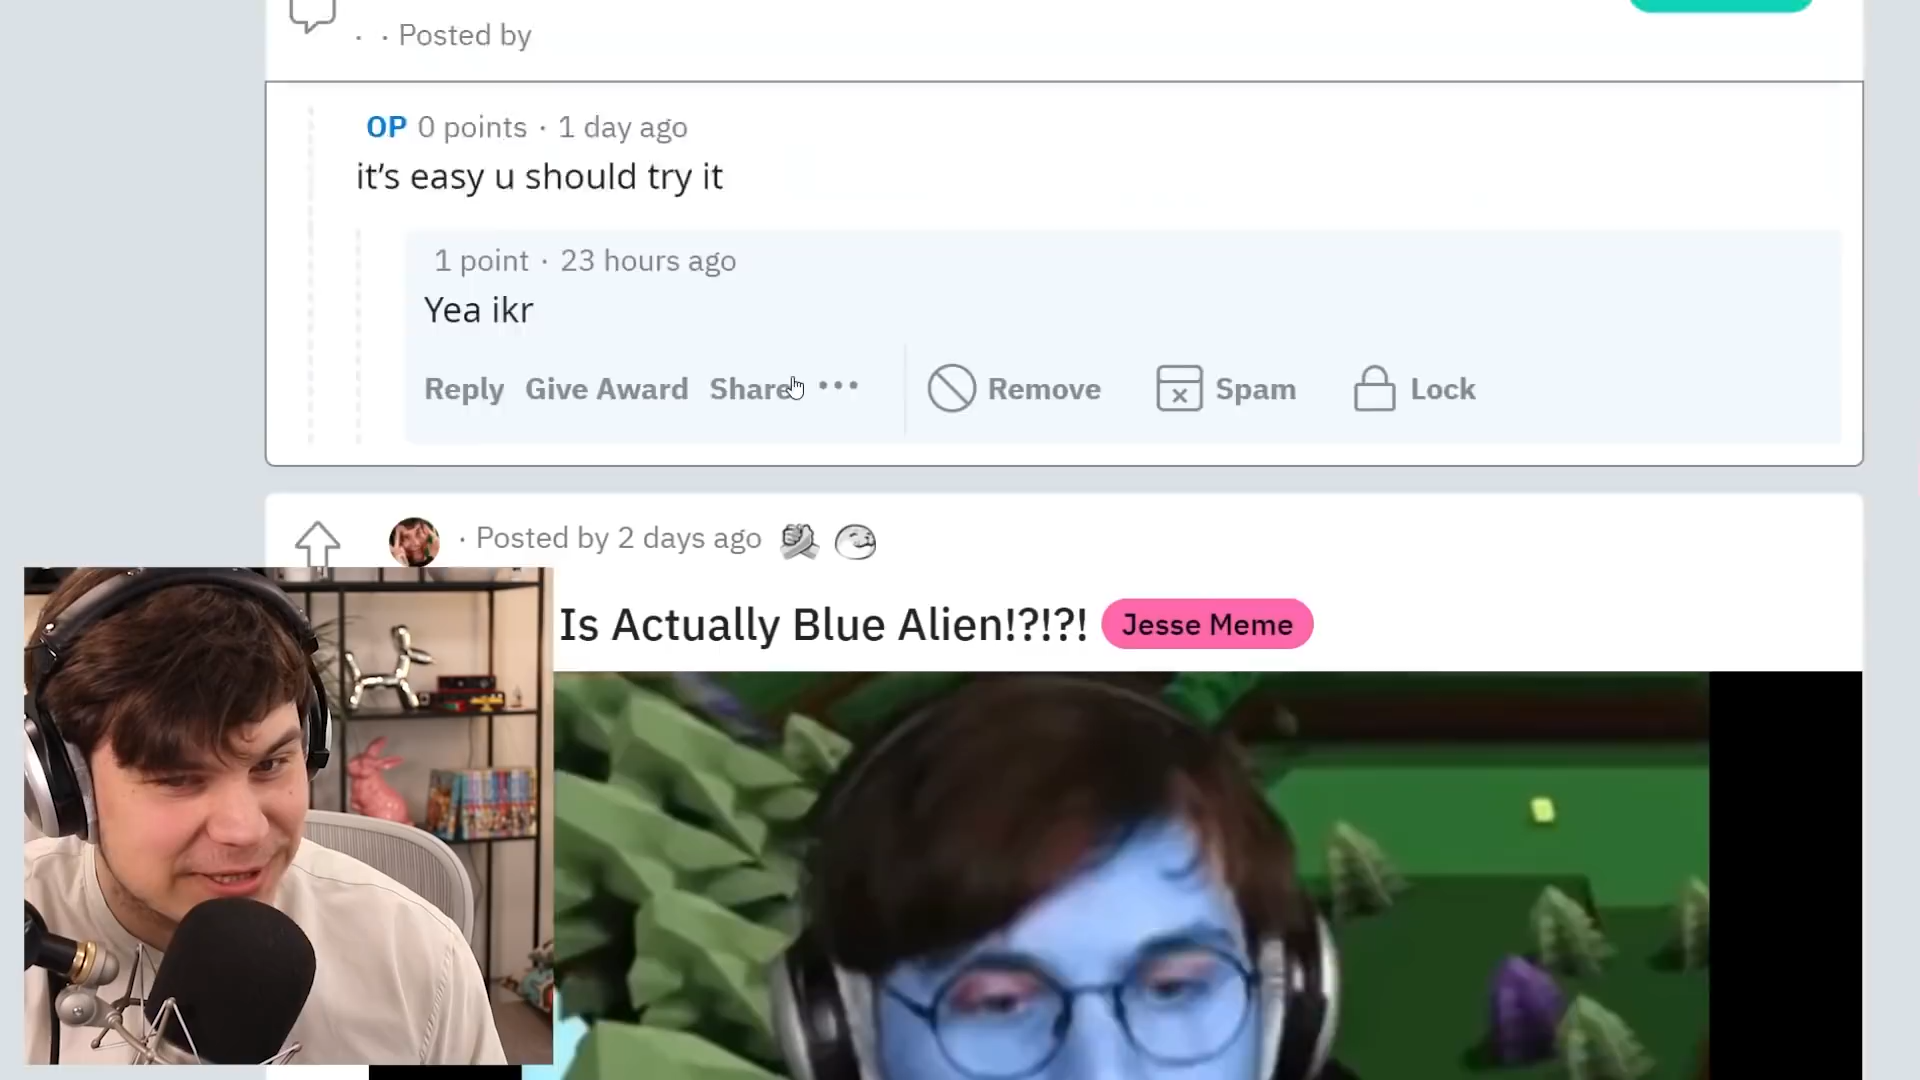 · · Posted by
OP 0 points · 1 day ago
it’s easy u should try it
1 point · 23 hours ago
Yea ikr
Reply Give Award Share ••• Remove Spam Lock
· Posted by 2 days ago
Is Actually Blue Alien!?!?! Jesse Meme